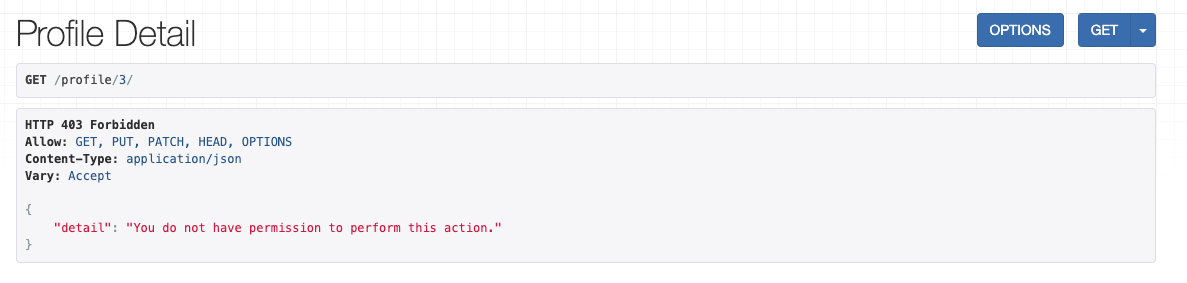 Profile Detail
OPTIONS
GET
GET /profile/3/
HTTP 403 Forbidden
Allow: GET, PUT, PATCH, HEAD, OPTIONS
Content-Type: application/json
Vary: Accept
{
"detail": "You do not have permission to perform this action."
}